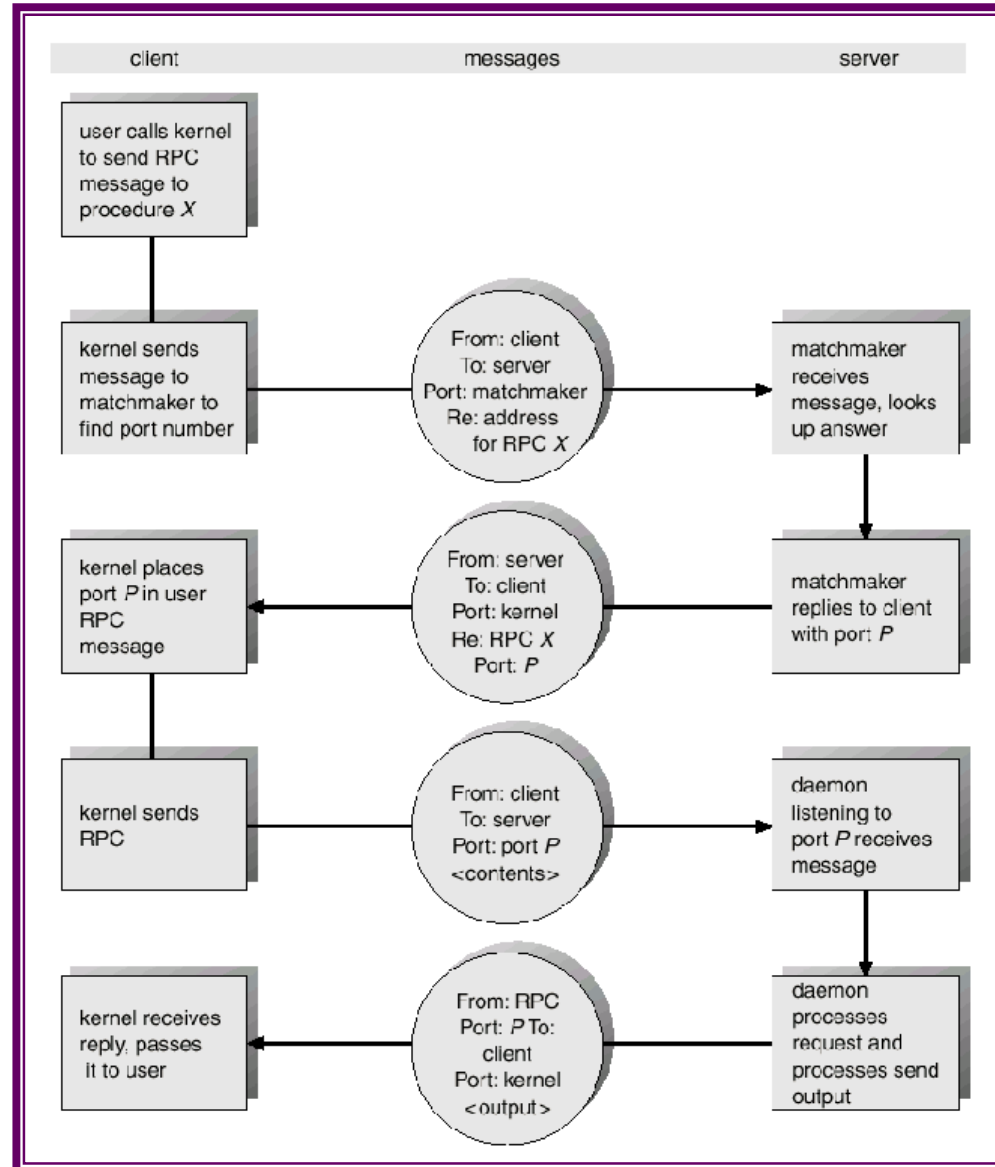 client messages server
user calls kernel
to send RPC
message to
procedure X
kernel sends
message to
matchmaker to
find port number
From: client
To: server
Port: matchmaker
Re: address
for RPC X
matchmaker
receives
message, looks
up answer
kernel places
port P in user
RPC
message
From: server
To: client
Port: kernel
Re: RPC X
Port: P
matchmaker
replies to client
with port P
kernel sends
RPC
From: client
To: server
Port: port P
<contents>
daemon
listening to
port P receives
message
kernel receives
reply, passes
it to user
From: RPC
Port: P To:
client
Port: kernel
<output>
daemon
processes
request and
processes send
output